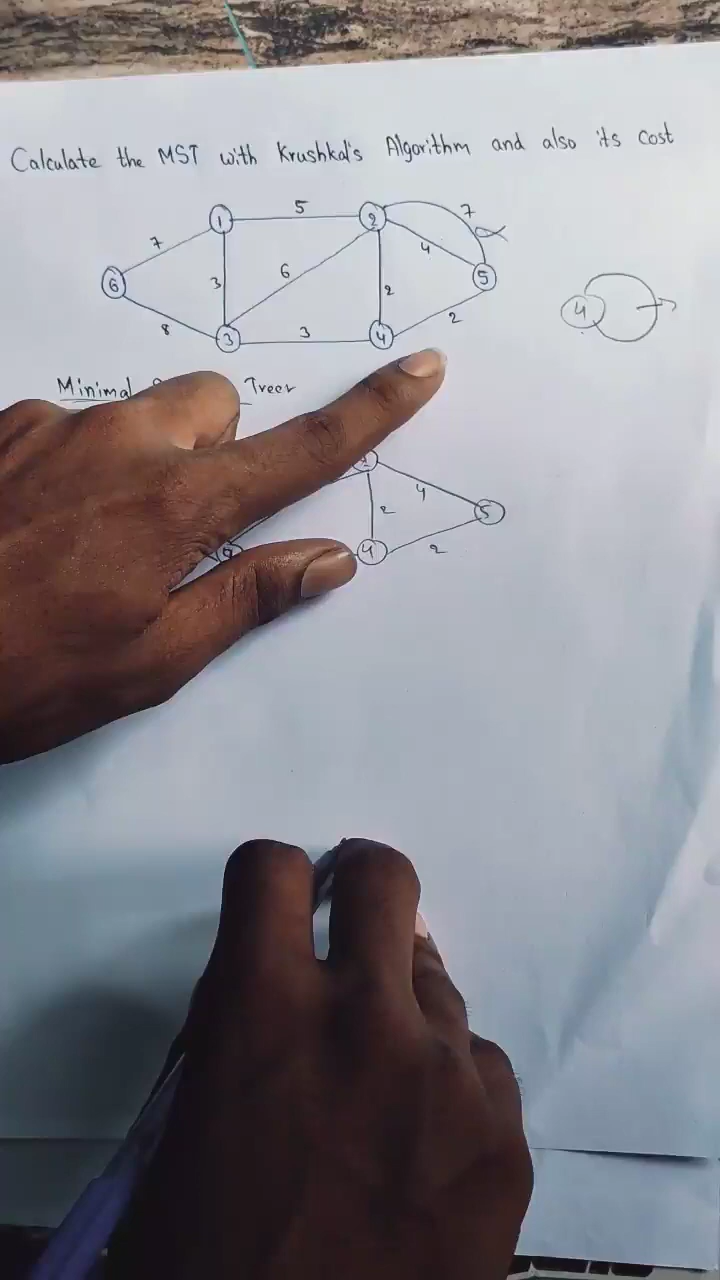 Calculate the MST with Krushkal's Algorithm and also its cost
1 5 2 7
7 4
6 3 6 2 5 4
8 3 3 4 2
Minimal Treer
4
2 5
4 2